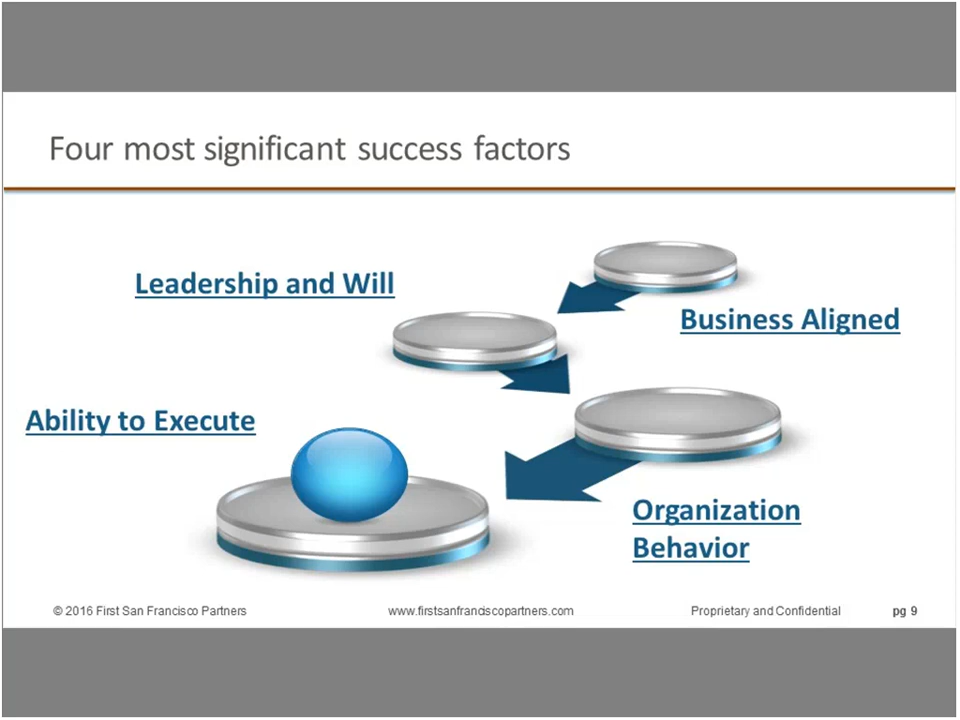 Four most significant success factors
Leadership and Will
Business Aligned
Ability to Execute
Organization
Behavior
© 2016 First San Francisco Partners
www.firstsanfranciscopartners.com
Proprietary and Confidential
pg 9